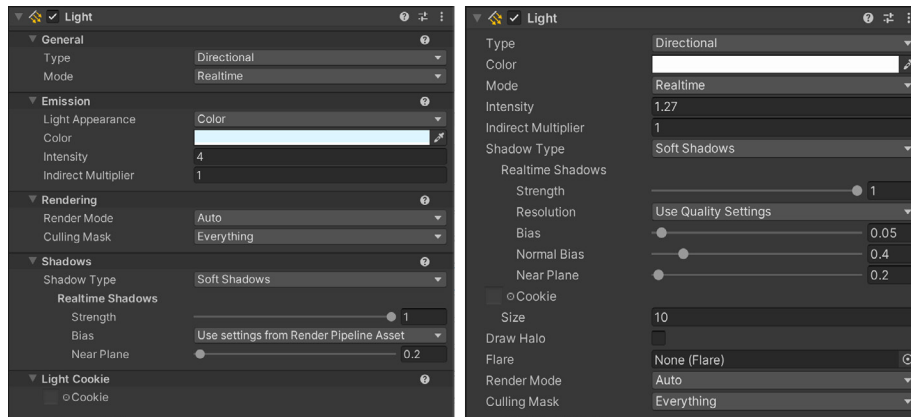 Light
General
Type Directional
Mode Realtime
Emission
Light Appearance Color
Color
Intensity 4
Indirect Multiplier 1
Rendering
Render Mode Auto
Culling Mask Everything
Shadows
Shadow Type Soft Shadows
Realtime Shadows
Strength 1
Bias Use settings from Render Pipeline Asset
Near Plane 0.2
Light Cookie
Cookie
Light
Type Directional
Color
Mode Realtime
Intensity 1.27
Indirect Multiplier 1
Shadow Type Soft Shadows
Realtime Shadows
Strength 1
Resolution Use Quality Settings
Bias 0.05
Normal Bias 0.4
Near Plane 0.2
Cookie
Size 10
Draw Halo
Flare None (Flare)
Render Mode Auto
Culling Mask Everything